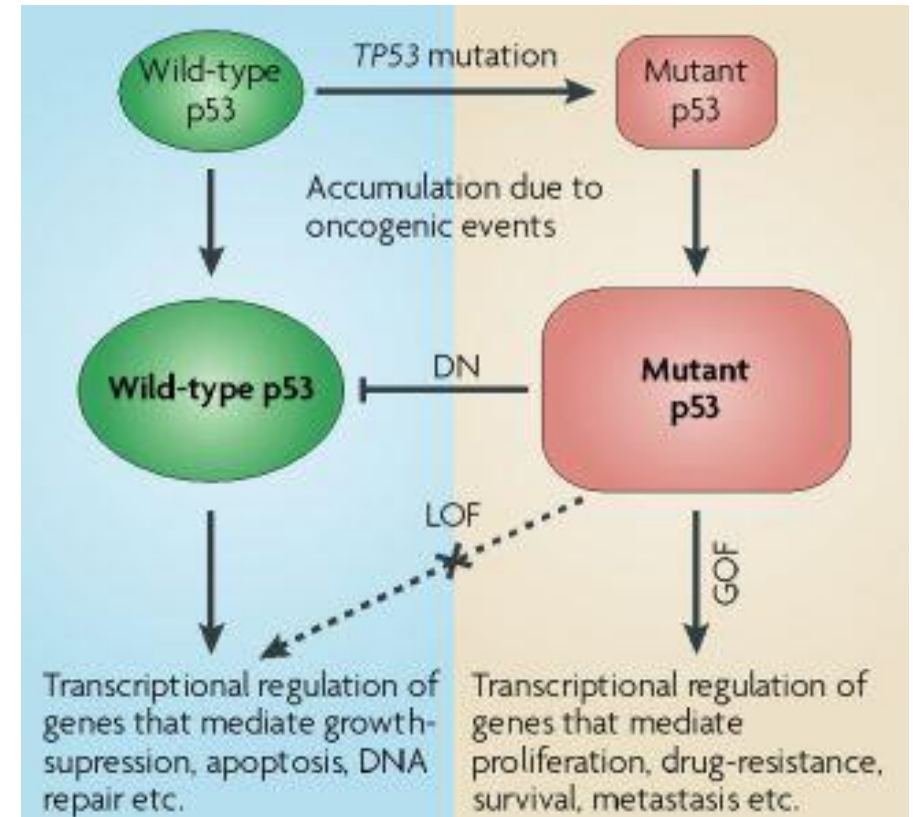 Wild-type
p53
TP53 mutation
Mutant
p53
Accumulation due to
oncogenic events
Wild-type p53
DN
Mutant
p53
LOF
GOF
Transcriptional regulation of
genes that mediate growth-
supression, apoptosis, DNA
repair etc.
Transcriptional regulation of
genes that mediate
proliferation, drug-resistance,
survival, metastasis etc.